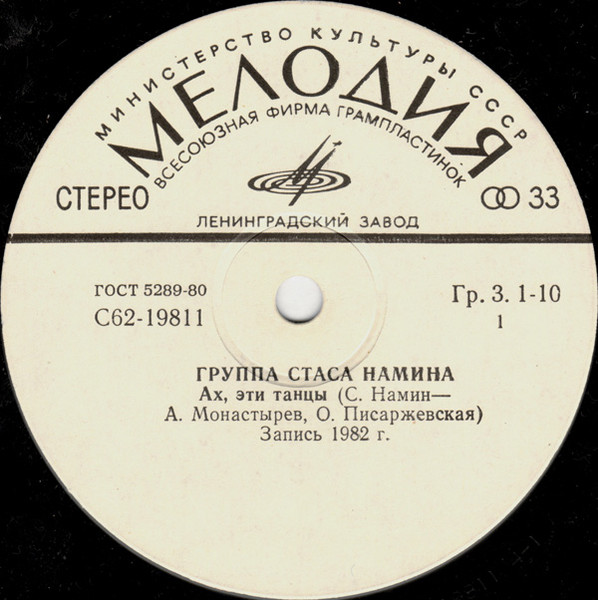 МИНИСТЕРСТВО КУЛЬТУРЫ СССР
МЕЛОДИЯ
ВСЕСОЮЗНАЯ ФИРМА ГРАМПЛАСТИНОК
СТЕРЕО
33
ЛЕНИНГРАДСКИЙ ЗАВОД
ГОСТ 5289-80
Гр. 3. 1-10
С62-19811
1
ГРУППА СТАСА НАМИНА
Ах, эти танцы (С. Намин—
А. Монастырев, О. Писаржевская)
Запись 1982 г.